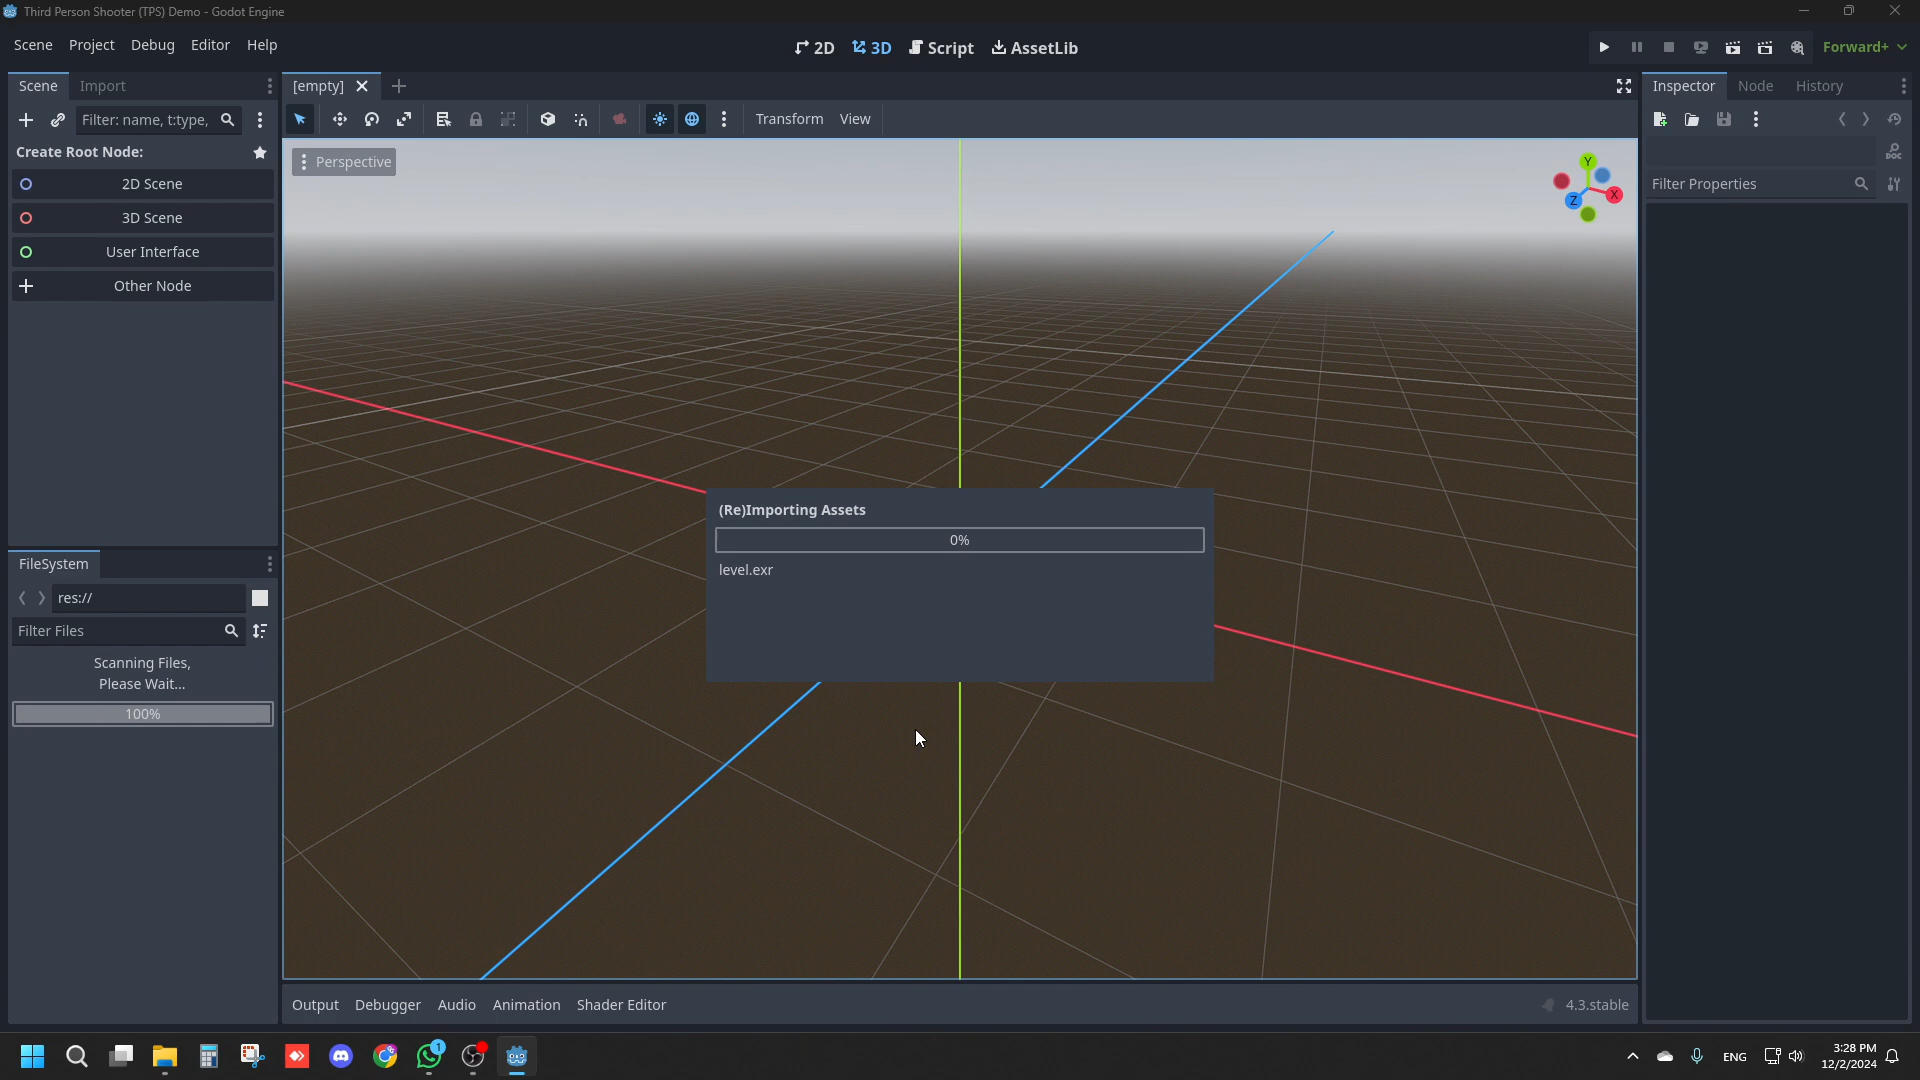 Third Person Shooter (TPS) Demo - Godot Engine
Scene Project Debug Editor Help
2D 3D Script AssetLib
Forward+
Scene Import
[empty]
Inspector Node History
Filter: name, t:type,
Transform View
Create Root Node:
2D Scene
3D Scene
User Interface
Other Node
Perspective
Y
X
Z
DOC
Filter Properties
(Re)Importing Assets
0%
level.exr
FileSystem
res://
Filter Files
Scanning Files,
Please Wait...
100%
Output Debugger Audio Animation Shader Editor
4.3.stable
1
ENG
3:28 PM
12/2/2024